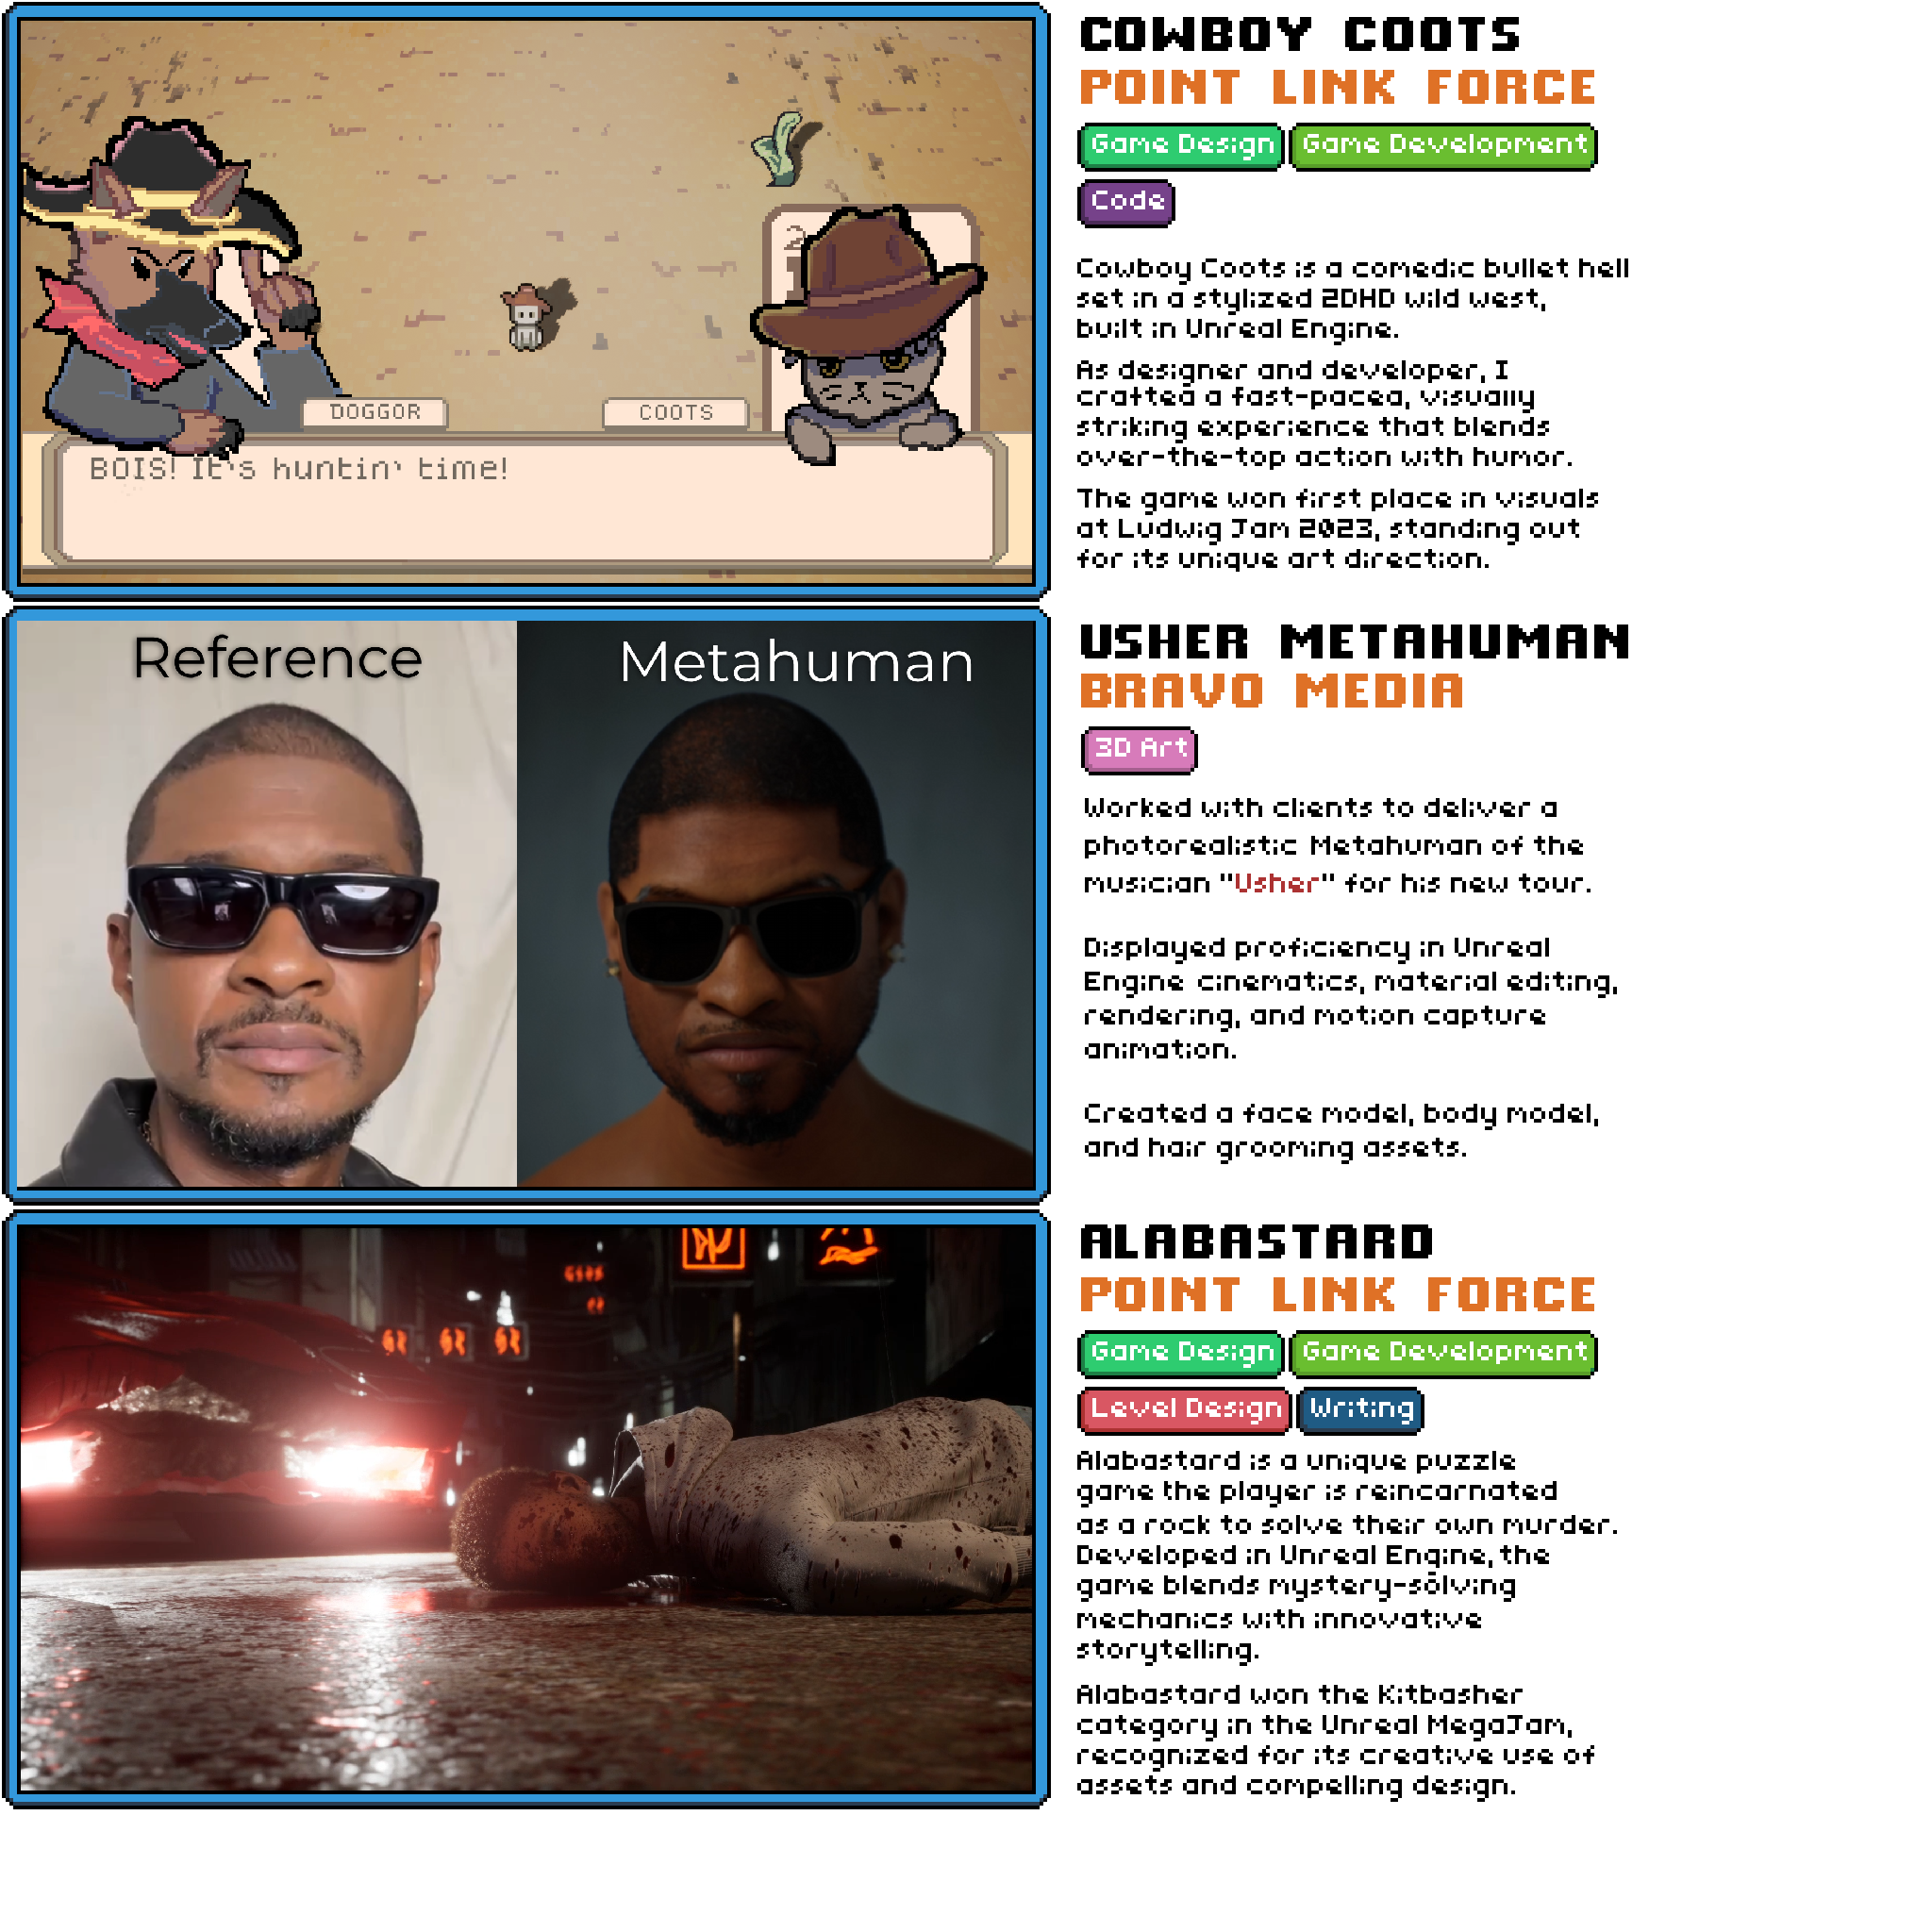 COWBOY COOTS
POINT LINK FORCE
Game Design
Game Development
Code
Cowboy Coots is a comedic bullet hell
set in a stylized 2DHD wild west,
built in Unreal Engine.
As designer and developer, I
crafted a fast-paced, visually
striking experience that blends
over-the-top action with humor.
The game won first place in visuals
at Ludwig Jam 2023, standing out
for its unique art direction.
DOGGOR
COOTS
BOIS! It's huntin' time!
Reference
Metahuman
USHER METAHUMAN
BRAVO MEDIA
3D Art
Worked with clients to deliver a
photorealistic Metahuman of the
musician "Usher" for his new tour.
Displayed proficiency in Unreal
Engine cinematics, material editing,
rendering, and motion capture
animation.
Created a face model, body model,
and hair grooming assets.
ALABASTARD
POINT LINK FORCE
Game Design
Game Development
Level Design
Writing
Alabastard is a unique puzzle
game the player is reincarnated
as a rock to solve their own murder.
Developed in Unreal Engine, the
game blends mystery-solving
mechanics with innovative
storytelling.
Alabastard won the Kitbasher
category in the Unreal MegaJam,
recognized for its creative use of
assets and compelling design.